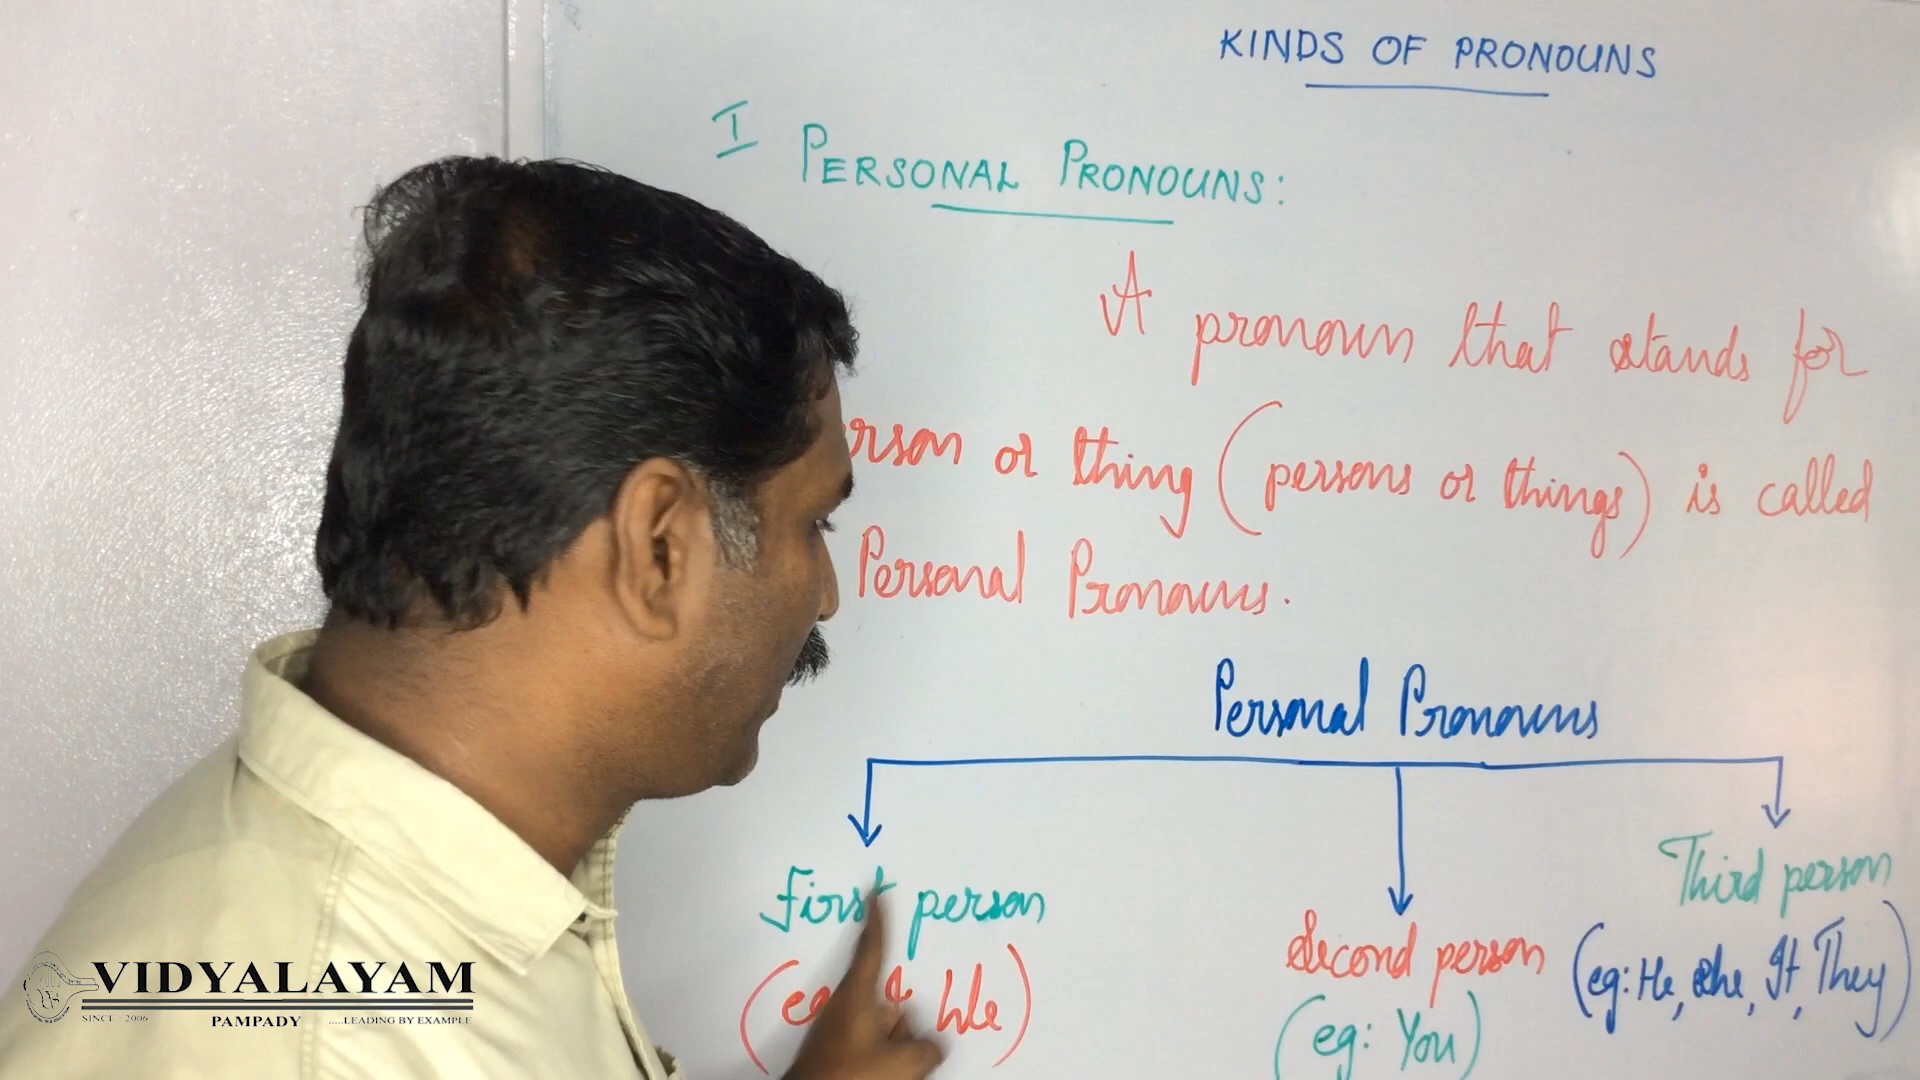 KINDS OF PRONOUNS
I PERSONAL PRONOUNS:
A pronoun that stands for
rson or thing (persons or things) is called
Personal Pronouns.
Personal Pronouns
First person
Second person
Third person
(eg: He, she, It, They)
(eg: You)
We)
VIDYALAYAM
SINCE - 2006
PAMPADY
.....LEADING BY EXAMPLE